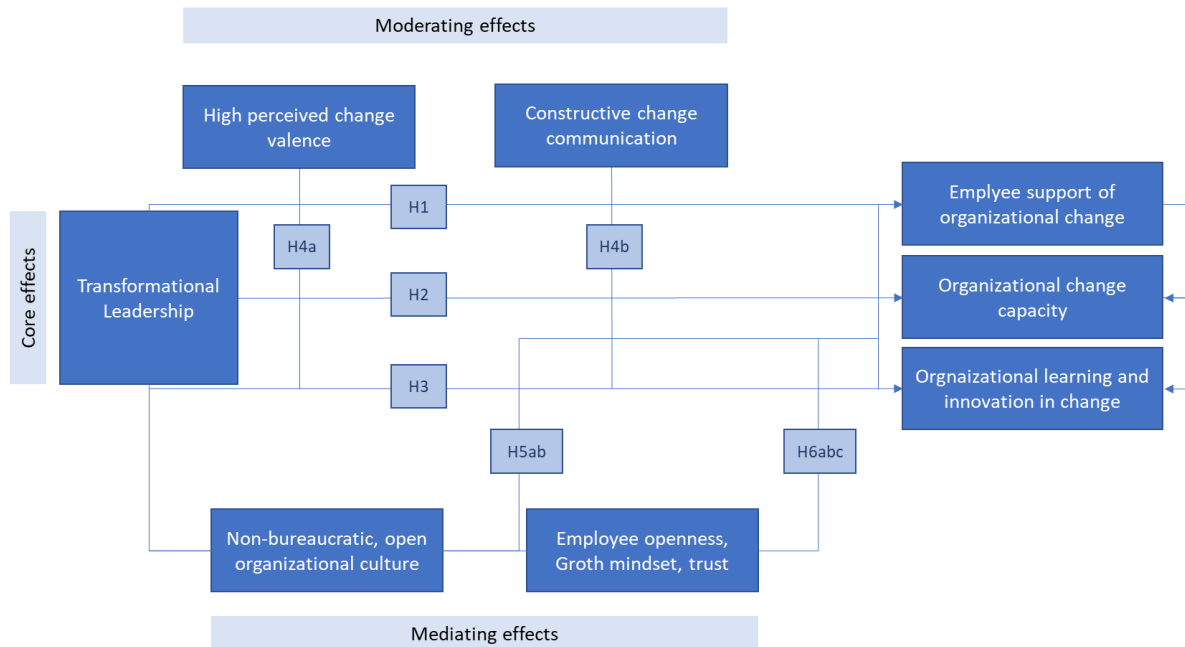 Moderating effects
High perceived change
valence
Constructive change
communication
H1
Emplyee support of
organizational change
H4a
H4b
Core effects
Transformational
Leadership
H2
Organizational change
capacity
H3
Orgnaizational learning and
innovation in change
H5ab
H6abc
Non-bureaucratic, open
organizational culture
Employee openness,
Groth mindset, trust
Mediating effects